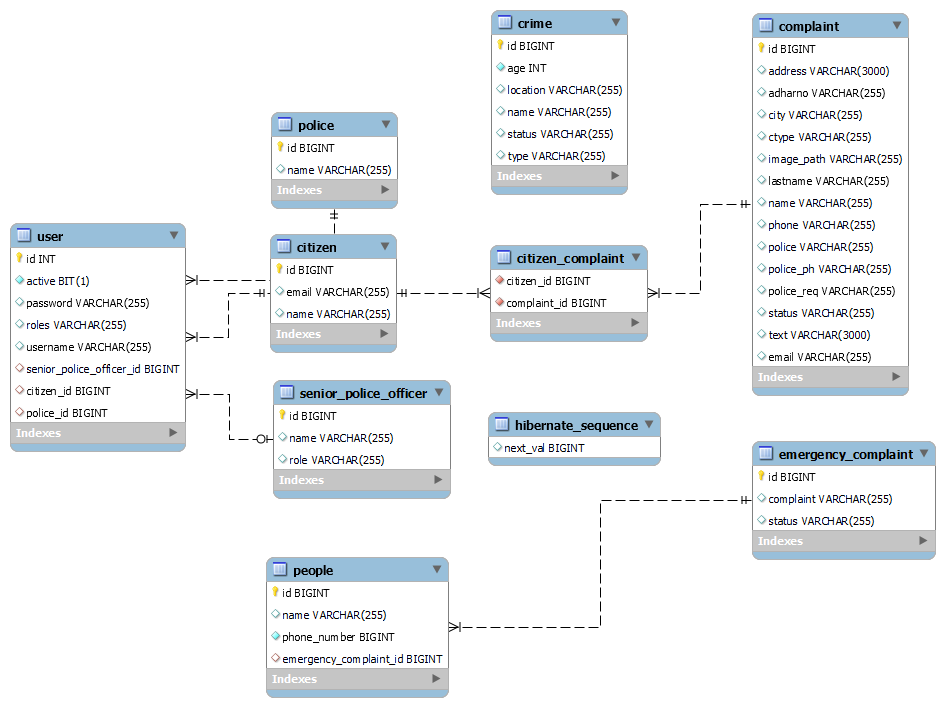 crime
id BIGINT
age INT
location VARCHAR(255)
name VARCHAR(255)
status VARCHAR(255)
type VARCHAR(255)
Indexes
complaint
id BIGINT
address VARCHAR(3000)
adharno VARCHAR(255)
city VARCHAR(255)
ctype VARCHAR(255)
image_path VARCHAR(255)
lastname VARCHAR(255)
name VARCHAR(255)
phone VARCHAR(255)
police VARCHAR(255)
police_ph VARCHAR(255)
police_req VARCHAR(255)
status VARCHAR(255)
text VARCHAR(3000)
email VARCHAR(255)
Indexes
police
id BIGINT
name VARCHAR(255)
Indexes
user
id INT
active BIT(1)
password VARCHAR(255)
roles VARCHAR(255)
username VARCHAR(255)
senior_police_officer_id BIGINT
citizen_id BIGINT
police_id BIGINT
Indexes
citizen
id BIGINT
email VARCHAR(255)
name VARCHAR(255)
Indexes
citizen_complaint
citizen_id BIGINT
complaint_id BIGINT
Indexes
senior_police_officer
id BIGINT
name VARCHAR(255)
role VARCHAR(255)
Indexes
hibernate_sequence
next_val BIGINT
emergency_complaint
id BIGINT
complaint VARCHAR(255)
status VARCHAR(255)
Indexes
people
id BIGINT
name VARCHAR(255)
phone_number BIGINT
emergency_complaint_id BIGINT
Indexes